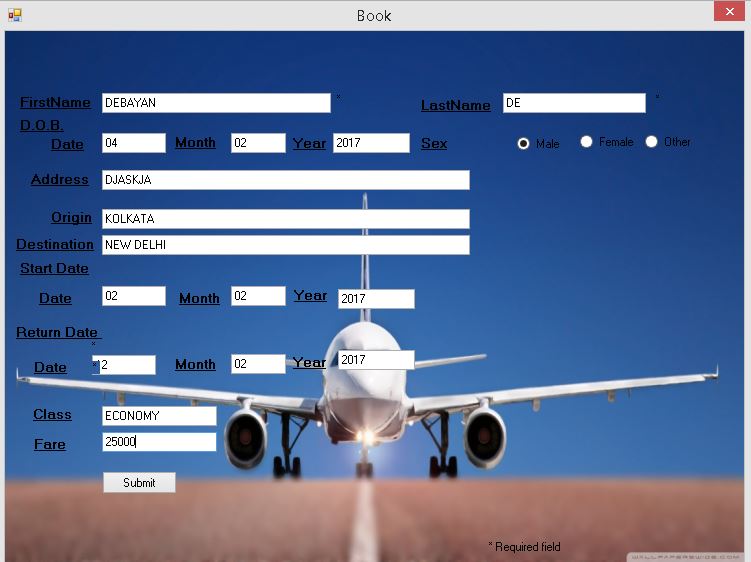 Book
FirstName DEBAYAN * LastName DE *
D.O.B.
Date 04 Month 02 Year 2017 Sex Male Female Other
Address DJASKJA
Origin KOLKATA
Destination NEW DELHI
Start Date
Date 02 Month 02 Year 2017
Return Date
*
Date * 2 Month 02 Year 2017
Class ECONOMY
Fare 25000
Submit
* Required field